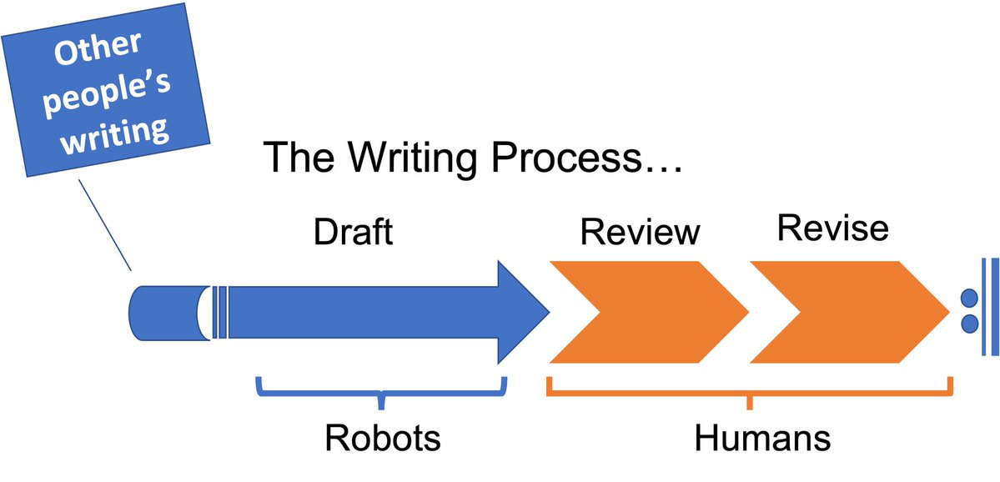 Other
people’s
writing
The Writing Process…
Draft
Review
Revise
Robots
Humans